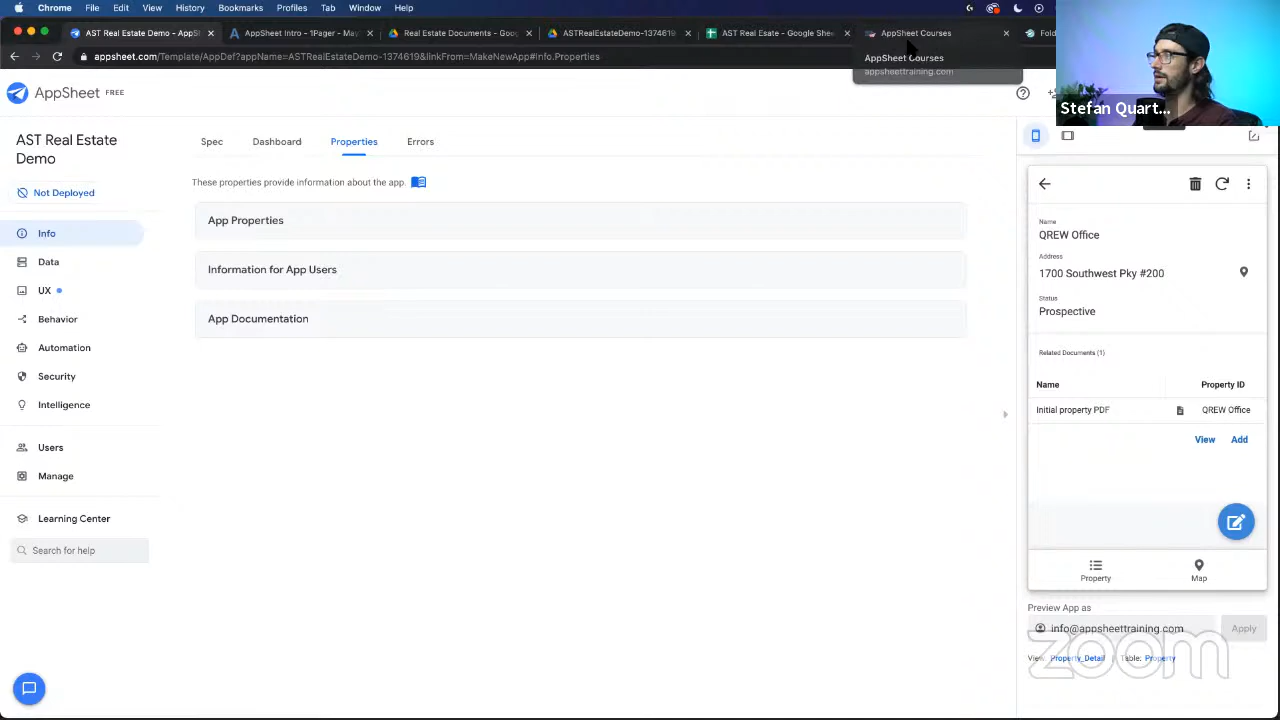 Chrome File Edit View History Bookmarks Profiles Tab Window Help
AST Real Estate Demo - AppS
AppSheet Intro - 1Pager - May
Real Estate Documents - Goog
ASTRealEstateDemo-1374619
AST Real Esate - Google Shee
AppSheet Courses
Fold
appsheet.com/Template/AppDef?appName=ASTRealEstateDemo-1374619&linkFrom=MakeNewApp#Info.Properties
AppSheet Courses
appsheettraining.com
Stefan Quart...
AppSheet FREE
AST Real Estate
Demo
Not Deployed
Info
Data
UX
Behavior
Automation
Security
Intelligence
Users
Manage
Learning Center
Search for help
Spec Dashboard Properties Errors
These properties provide information about the app.
App Properties
Information for App Users
App Documentation
Name
QREW Office
Address
1700 Southwest Pky #200
Status
Prospective
Related Documents (1)
Name Property ID
Initial property PDF QREW Office
View Add
Property Map
Preview App as
info@appsheettraining.com Apply
View: Property_Detail | Table: Property
zoom